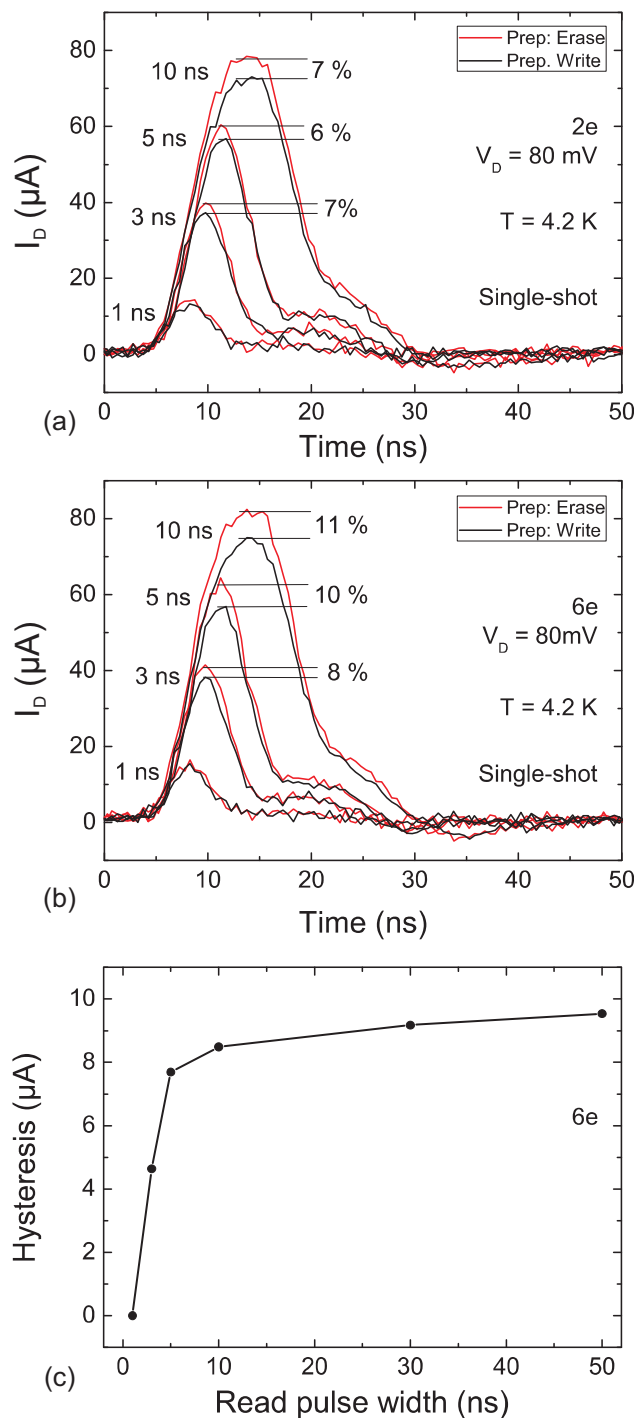 80
60
40
20
0
I_D (µA)
10 ns
5 ns
3 ns
1 ns
7 %
6 %
7%
Prep: Erase
Prep. Write
2e
V_D = 80 mV
T = 4.2 K
Single-shot
0 10 20 30 40 50
(a)
Time (ns)
80
60
40
20
0
I_D (µA)
10 ns
5 ns
3 ns
1 ns
11 %
10 %
8 %
Prep: Erase
Prep: Write
6e
V_D = 80mV
T = 4.2 K
Single-shot
0 10 20 30 40 50
(b)
Time (ns)
10
8
6
4
2
0
Hysteresis (µA)
6e
0 10 20 30 40 50
(c)
Read pulse width (ns)